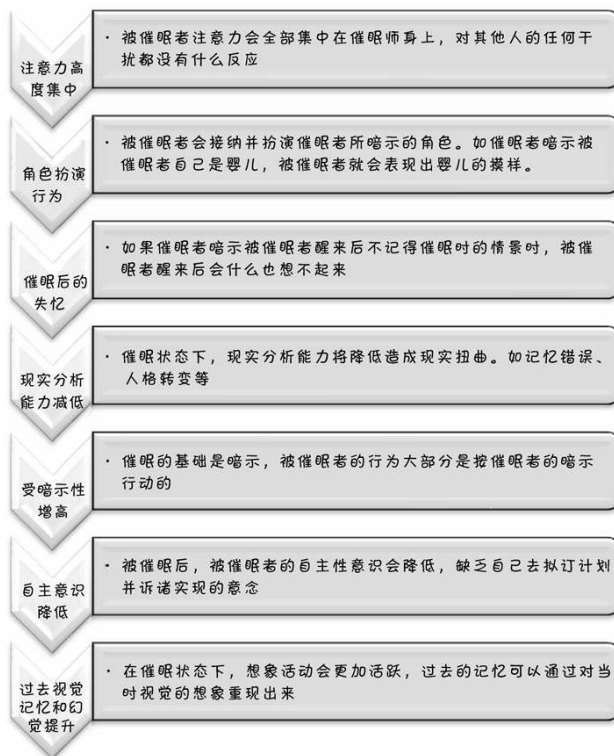 注意力高
度集中
· 被催眠者注意力会全部集中在催眠师身上，对其他人的任何干
扰都没有什么反应
角色扮演
行为
· 被催眠者会接纳并扮演催眠者所暗示的角色。如催眠者暗示被
催眠者自己是婴儿，被催眠者就会表现出婴儿的摸样。
催眠后的
失忆
· 如果催眠者暗示被催眠者醒来后不记得催眠时的情景时，被催
眠者醒来后会什么也想不起来
现实分析
能力减低
· 催眠状态下，现实分析能力将降低造成现实扭曲。如记忆错误、
人格转变等
受暗示性
增高
· 催眠的基础是暗示，被催眠者的行为大部分是按催眠者的暗示
行动的
自主意识
降低
· 被催眠后，被催眠者的自主性意识会降低，缺乏自己去拟订计划
并诉诸实现的意念
过去视觉
记忆和幻
觉提升
· 在催眠状态下，想象活动会更加活跃，过去的记忆可以通过对当
时视觉的想象重现出来